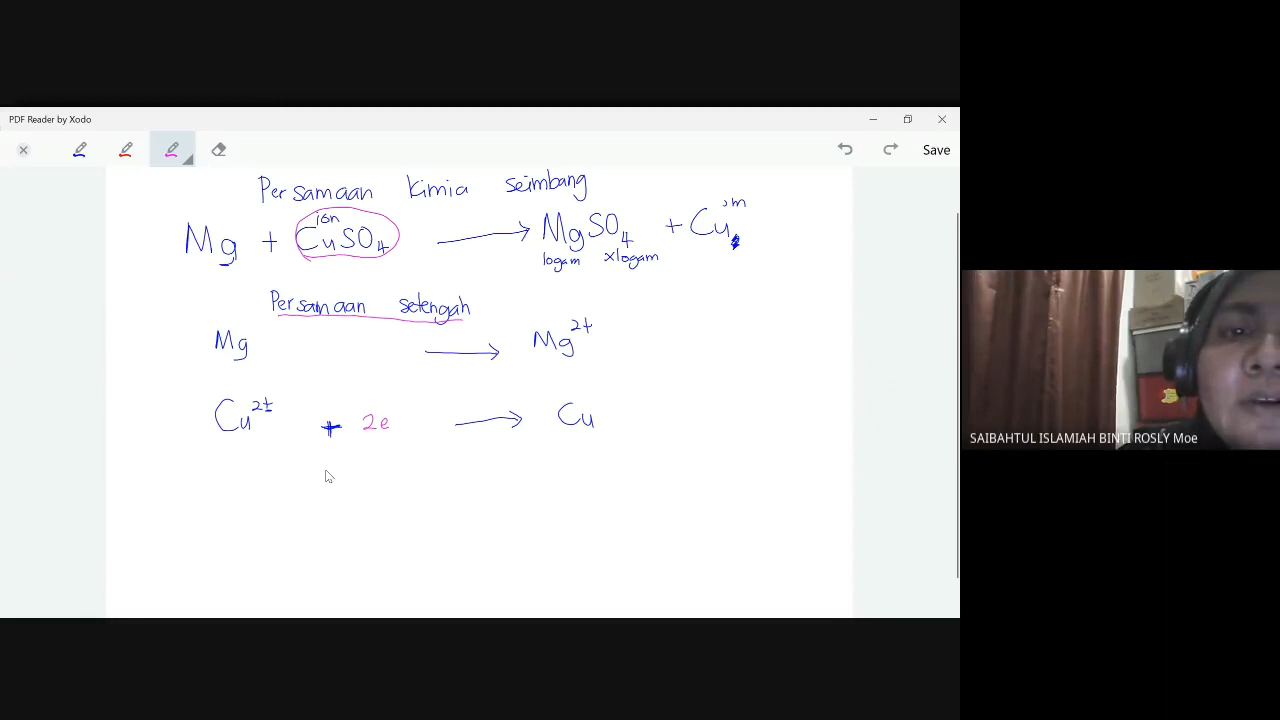 PDF Reader by Xodo
Save
Persamaan kimia seimbang
ion
Mg + CuSO4 → MgSO4 + Cu
logam xlogam
Persamaan setengah
Mg → Mg2+
Cu2+ + 2e → Cu
SAIBAHTUL ISLAMIAH BINTI ROSLY Moe